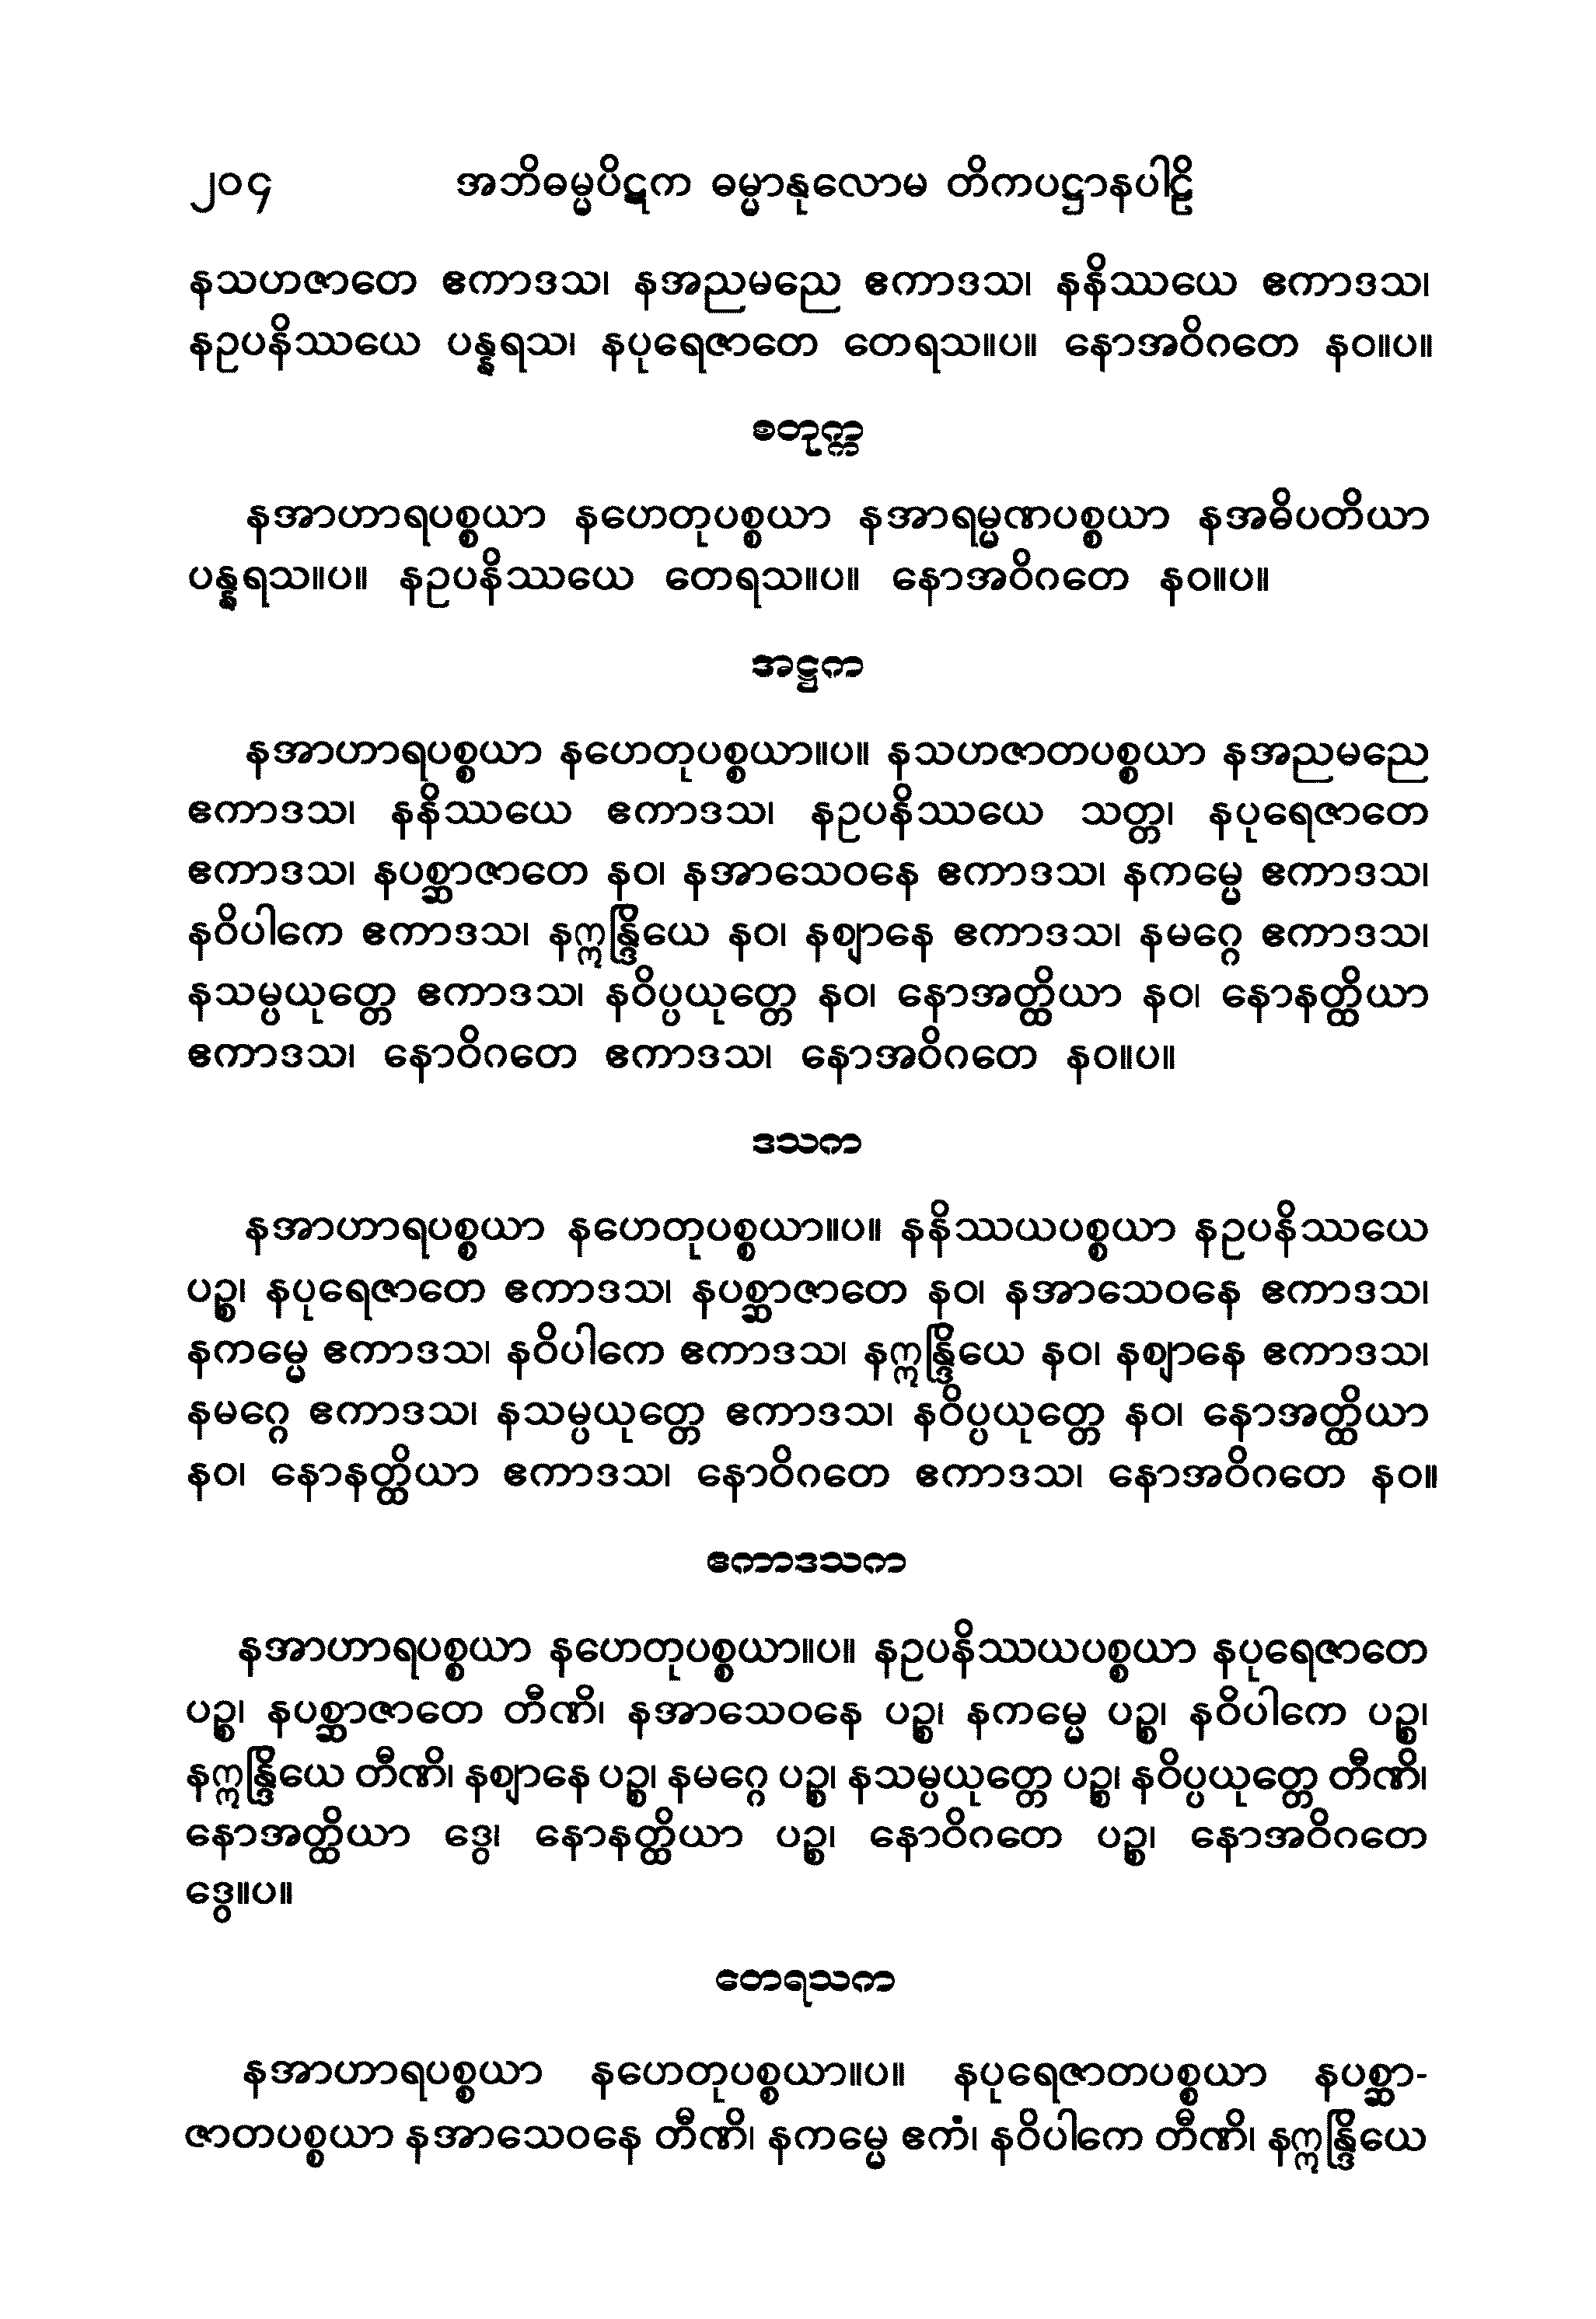 ၂၀၄ အဘိဓမ္မပိဋက ဓမ္မာနုလောမ တိကပဋ္ဌာနပါဠိ
နသဟဇာတေ ဧကာဒသ၊ နအညမညေ ဧကာဒသ၊ နနိဿယေ ဧကာဒသ၊
နဥပနိဿယေ ပန္နရသ၊ နပုရေဇာတေ တေရသ။ပ။ နောအဝိဂတေ နဝ။ပ။
စတုက္က
နအာဟာရပစ္စယာ နဟေတုပစ္စယာ နအာရမ္မဏပစ္စယာ နအဓိပတိယာ
ပန္နရသ။ပ။ နဥပနိဿယေ တေရသ။ပ။ နောအဝိဂတေ နဝ။ပ။
အဋ္ဌက
နအာဟာရပစ္စယာ နဟေတုပစ္စယာ။ပ။ နသဟဇာတပစ္စယာ နအညမညေ
ဧကာဒသ၊ နနိဿယေ ဧကာဒသ၊ နဥပနိဿယေ သတ္တ၊ နပုရေဇာတေ
ဧကာဒသ၊ နပစ္ဆာဇာတေ နဝ၊ နအာသေဝနေ ဧကာဒသ၊ နကမ္မေ ဧကာဒသ၊
နဝိပါကေ ဧကာဒသ၊ နဣန္ဒြိယေ နဝ၊ နဈာနေ ဧကာဒသ၊ နမဂ္ဂေ ဧကာဒသ၊
နသမ္ပယုတ္တေ ဧကာဒသ၊ နဝိပ္ပယုတ္တေ နဝ၊ နောအတ္ထိယာ နဝ၊ နောနတ္ထိယာ
ဧကာဒသ၊ နောဝိဂတေ ဧကာဒသ၊ နောအဝိဂတေ နဝ။ပ။
ဒသက
နအာဟာရပစ္စယာ နဟေတုပစ္စယာ။ပ။ နနိဿယပစ္စယာ နဥပနိဿယေ
ပဉ္စ၊ နပုရေဇာတေ ဧကာဒသ၊ နပစ္ဆာဇာတေ နဝ၊ နအာသေဝနေ ဧကာဒသ၊
နကမ္မေ ဧကာဒသ၊ နဝိပါကေ ဧကာဒသ၊ နဣန္ဒြိယေ နဝ၊ နဈာနေ ဧကာဒသ၊
နမဂ္ဂေ ဧကာဒသ၊ နသမ္ပယုတ္တေ ဧကာဒသ၊ နဝိပ္ပယုတ္တေ နဝ၊ နောအတ္ထိယာ
နဝ၊ နောနတ္ထိယာ ဧကာဒသ၊ နောဝိဂတေ ဧကာဒသ၊ နောအဝိဂတေ နဝ။
ဧကာဒသက
နအာဟာရပစ္စယာ နဟေတုပစ္စယာ။ပ။ နဥပနိဿယပစ္စယာ နပုရေဇာတေ
ပဉ္စ၊ နပစ္ဆာဇာတေ တီဏိ၊ နအာသေဝနေ ပဉ္စ၊ နကမ္မေ ပဉ္စ၊ နဝိပါကေ ပဉ္စ၊
နဣန္ဒြိယေ တီဏိ၊ နဈာနေ ပဉ္စ၊ နမဂ္ဂေ ပဉ္စ၊ နသမ္ပယုတ္တေ ပဉ္စ၊ နဝိပ္ပယုတ္တေ တီဏိ၊
နောအတ္ထိယာ ဒွေ၊ နောနတ္ထိယာ ပဉ္စ၊ နောဝိဂတေ ပဉ္စ၊ နောအဝိဂတေ
ဒွေ။ပ။
တေရသက
နအာဟာရပစ္စယာ နဟေတုပစ္စယာ။ပ။ နပုရေဇာတပစ္စယာ နပစ္ဆာ-
ဇာတပစ္စယာ နအာသေဝနေ တီဏိ၊ နကမ္မေ ဧကံ၊ နဝိပါကေ တီဏိ၊ နဣန္ဒြိယေ